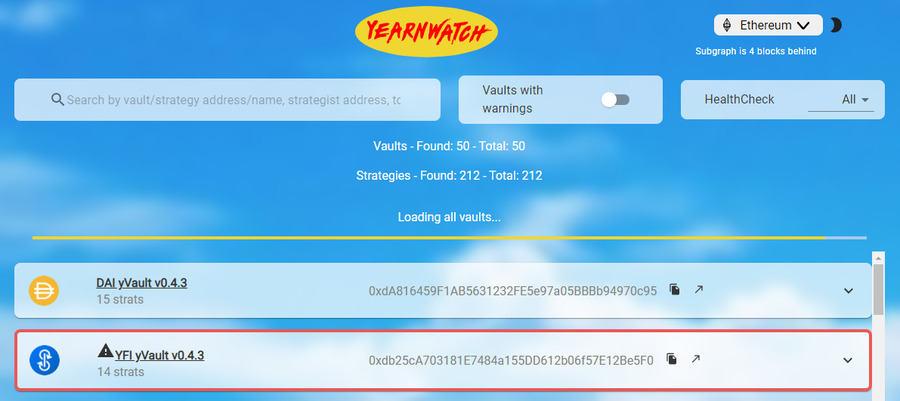 YEARNWATCH
Ethereum
Subgraph is 4 blocks behind
Search by vault/strategy address/name, strategist address, to
Vaults with
warnings
HealthCheck
All
Vaults - Found: 50 - Total: 50
Strategies - Found: 212 - Total: 212
Loading all vaults...
DAI yVault v0.4.3
15 strats
0xdA816459F1AB5631232FE5e97a05BBBb94970c95
YFI yVault v0.4.3
14 strats
0xdb25cA703181E7484a155DD612b06f57E12Be5F0